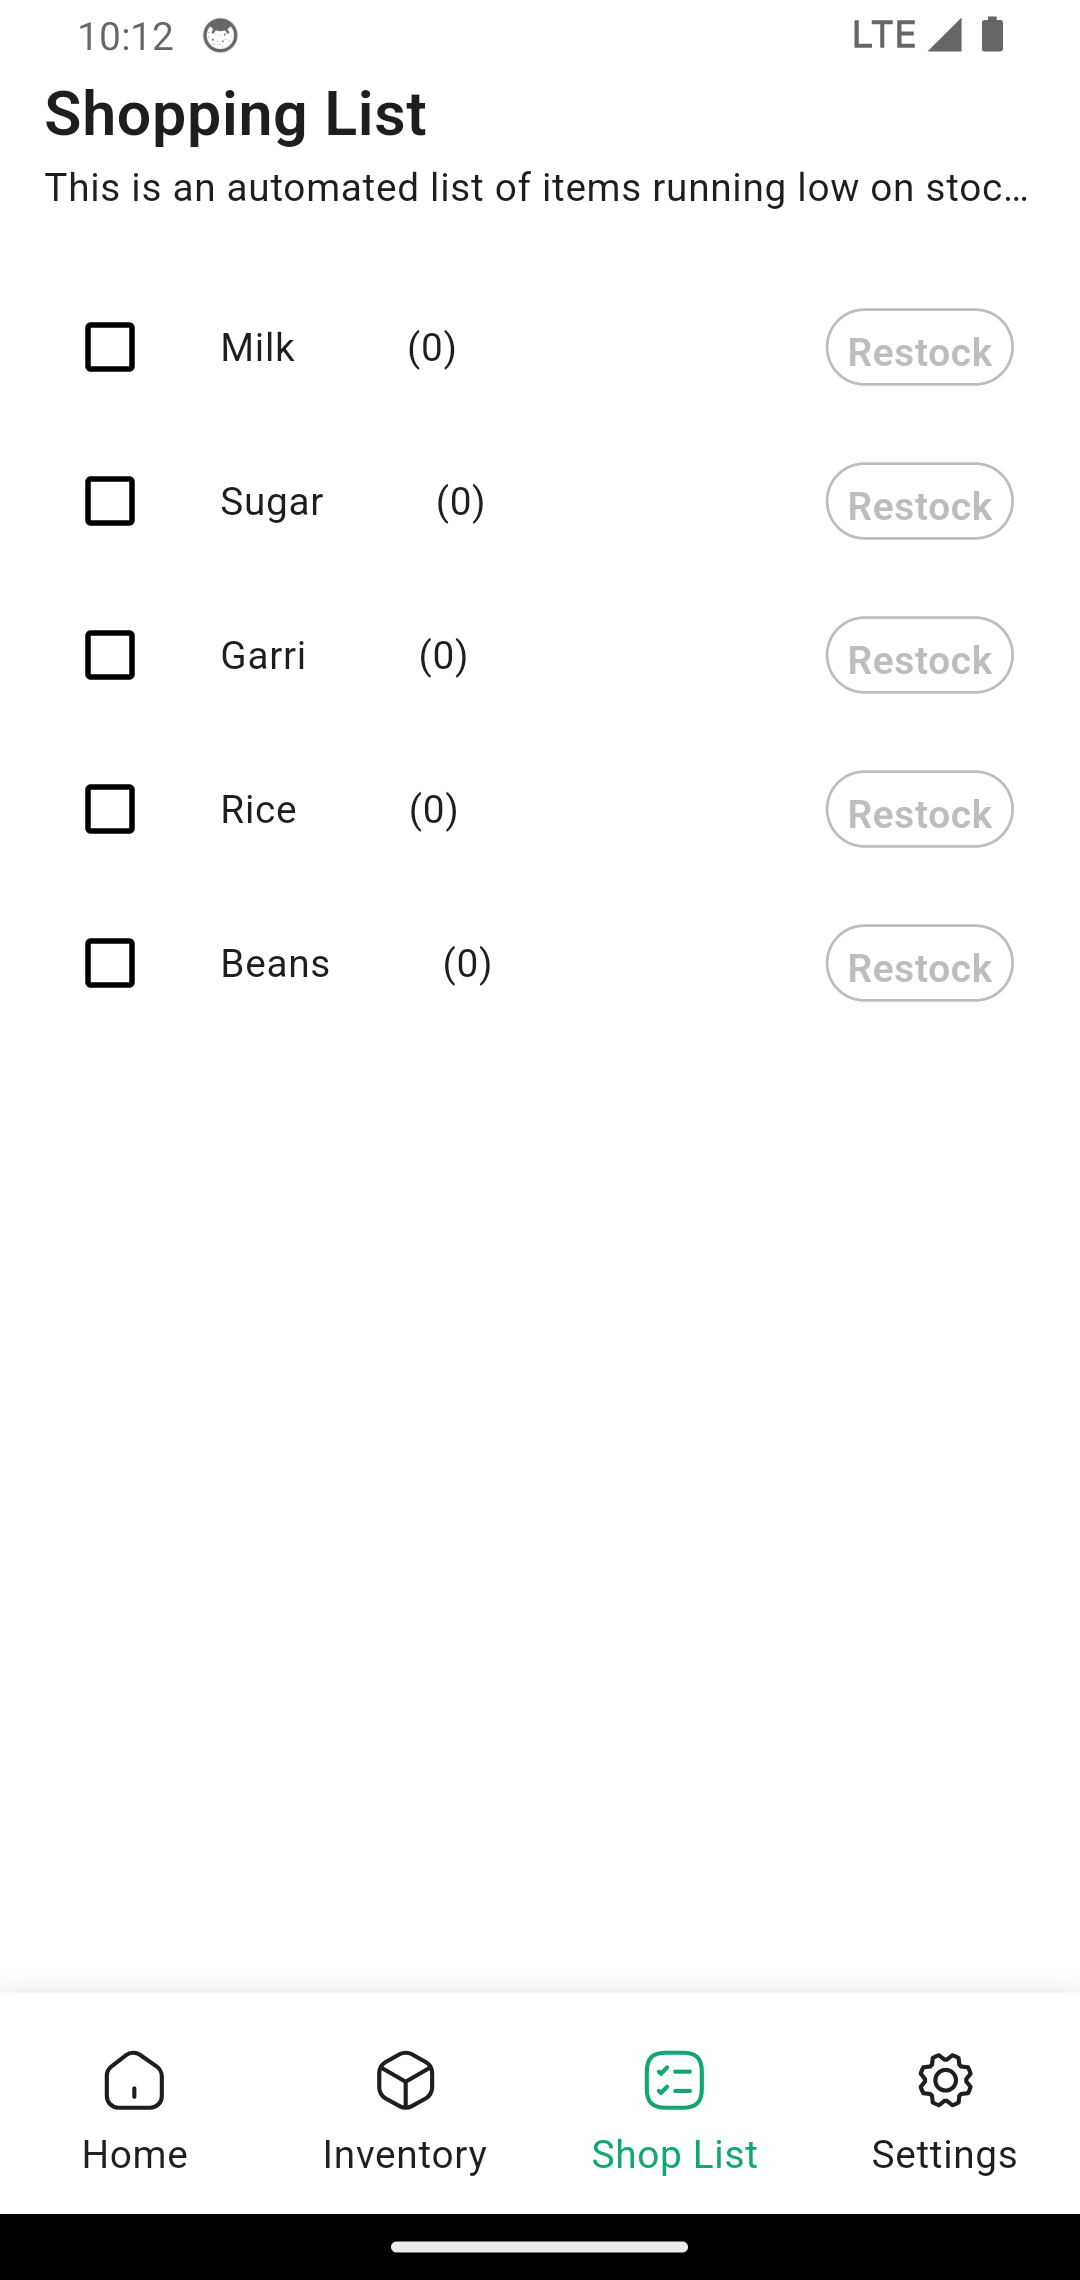 10:12 LTE
Shopping List
This is an automated list of items running low on stoc...
Milk (0) Restock
Sugar (0) Restock
Garri (0) Restock
Rice (0) Restock
Beans (0) Restock
Home Inventory Shop List Settings